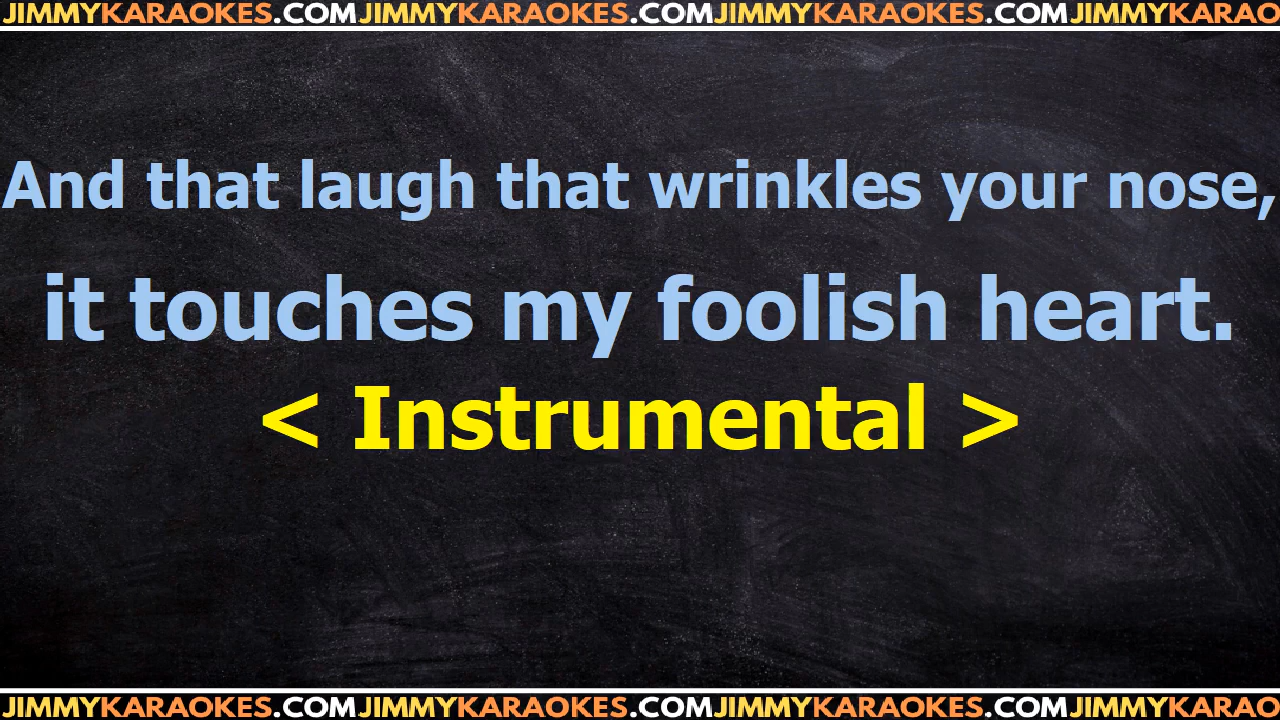 JIMMYKARAOKES.COMJIMMYKARAOKES.COMJIMMYKARAOKES.COMJIMMYKARAO
And that laugh that wrinkles your nose,
it touches my foolish heart.
< Instrumental >
JIMMYKARAOKES.COMJIMMYKARAOKES.COMJIMMYKARAOKES.COMJIMMYKARAO